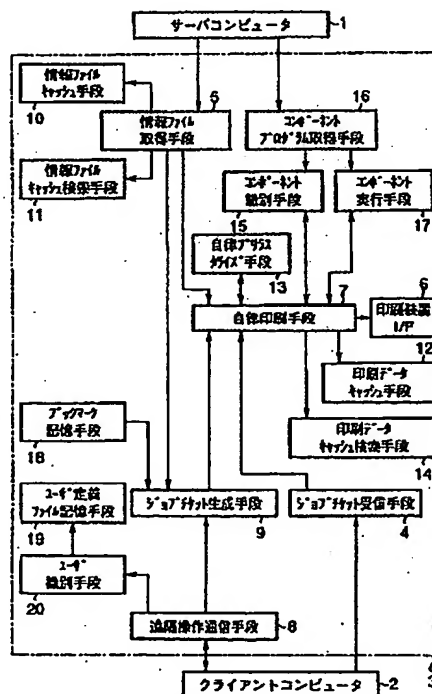 サーバコンピュータ
1
情報ファイル
キャッシュ手段
10
5
情報ファイル
取得手段
16
コンポーネント
プログラム取得手段
情報ファイル
キャッシュ検索手段
11
コンポーネント
識別手段
15
コンポーネント
実行手段
17
自律プリラス
タライズ手段
13
7
自律印刷手段
6
印刷装置
I/F
12
印刷データ
キャッシュ手段
印刷データ
キャッシュ検索手段
14
ブックマーク
記憶手段
18
ユーザ定義
ファイル記憶手段
19
ジョブチケット生成手段
9
ジョブチケット受信手段
4
ユーザ
識別手段
20
遠隔操作通信手段
8
3
クライアントコンピュータ
2